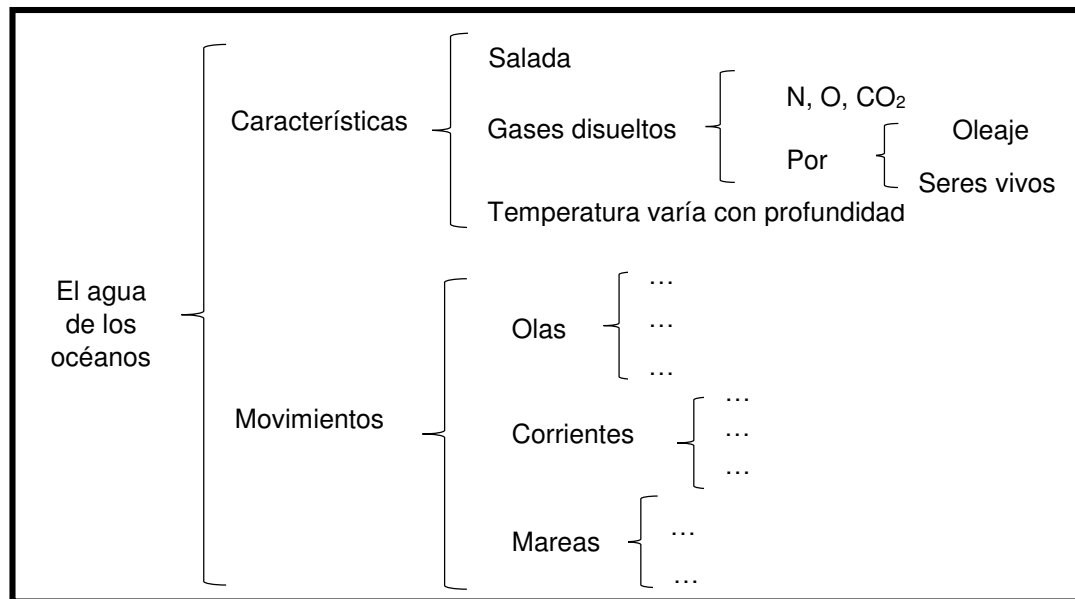 Salada
N, O, CO₂
Características
Gases disueltos
Oleaje
Por
Seres vivos
Temperatura varía con profundidad
El agua
de los
océanos
…
Olas
…
…
Movimientos
…
Corrientes
…
…
Mareas
…
…